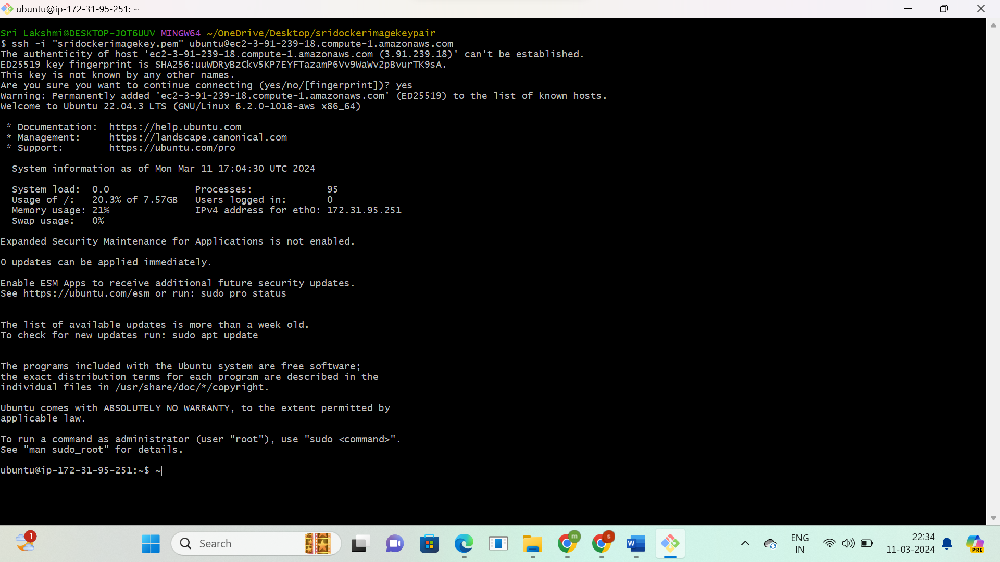 ubuntu@ip-172-31-95-251: ~
Sri Lakshmi@DESKTOP-JOT6UUV MINGW64 ~/OneDrive/Desktop/sridockerimagekeypair
$ ssh -i "sridockerimagekey.pem" ubuntu@ec2-3-91-239-18.compute-1.amazonaws.com
The authenticity of host 'ec2-3-91-239-18.compute-1.amazonaws.com (3.91.239.18)' can't be established.
ED25519 key fingerprint is SHA256:uuWDRyBzCkv5KP7EYFTazamP6Vv9WaWv2pBvurTK9sA.
This key is not known by any other names.
Are you sure you want to continue connecting (yes/no/[fingerprint])? yes
Warning: Permanently added 'ec2-3-91-239-18.compute-1.amazonaws.com' (ED25519) to the list of known hosts.
Welcome to Ubuntu 22.04.3 LTS (GNU/Linux 6.2.0-1018-aws x86_64)
* Documentation:  https://help.ubuntu.com
* Management:     https://landscape.canonical.com
* Support:        https://ubuntu.com/pro
System information as of Mon Mar 11 17:04:30 UTC 2024
System load:  0.0               Processes:             95
Usage of /:   20.3% of 7.57GB   Users logged in:       0
Memory usage: 21%               IPv4 address for eth0: 172.31.95.251
Swap usage:   0%
Expanded Security Maintenance for Applications is not enabled.
0 updates can be applied immediately.
Enable ESM Apps to receive additional future security updates.
See https://ubuntu.com/esm or run: sudo pro status
The list of available updates is more than a week old.
To check for new updates run: sudo apt update
The programs included with the Ubuntu system are free software;
the exact distribution terms for each program are described in the
individual files in /usr/share/doc/*/copyright.
Ubuntu comes with ABSOLUTELY NO WARRANTY, to the extent permitted by
applicable law.
To run a command as administrator (user "root"), use "sudo <command>".
See "man sudo_root" for details.
ubuntu@ip-172-31-95-251:~$ ~
1
Search
m
s
W
ENG
IN
22:34
11-03-2024
PRE